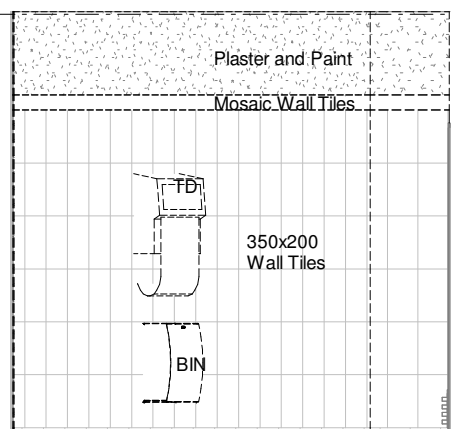 Plaster and Paint
Mosaic Wall Tiles
TD
350x200
Wall Tiles
BIN